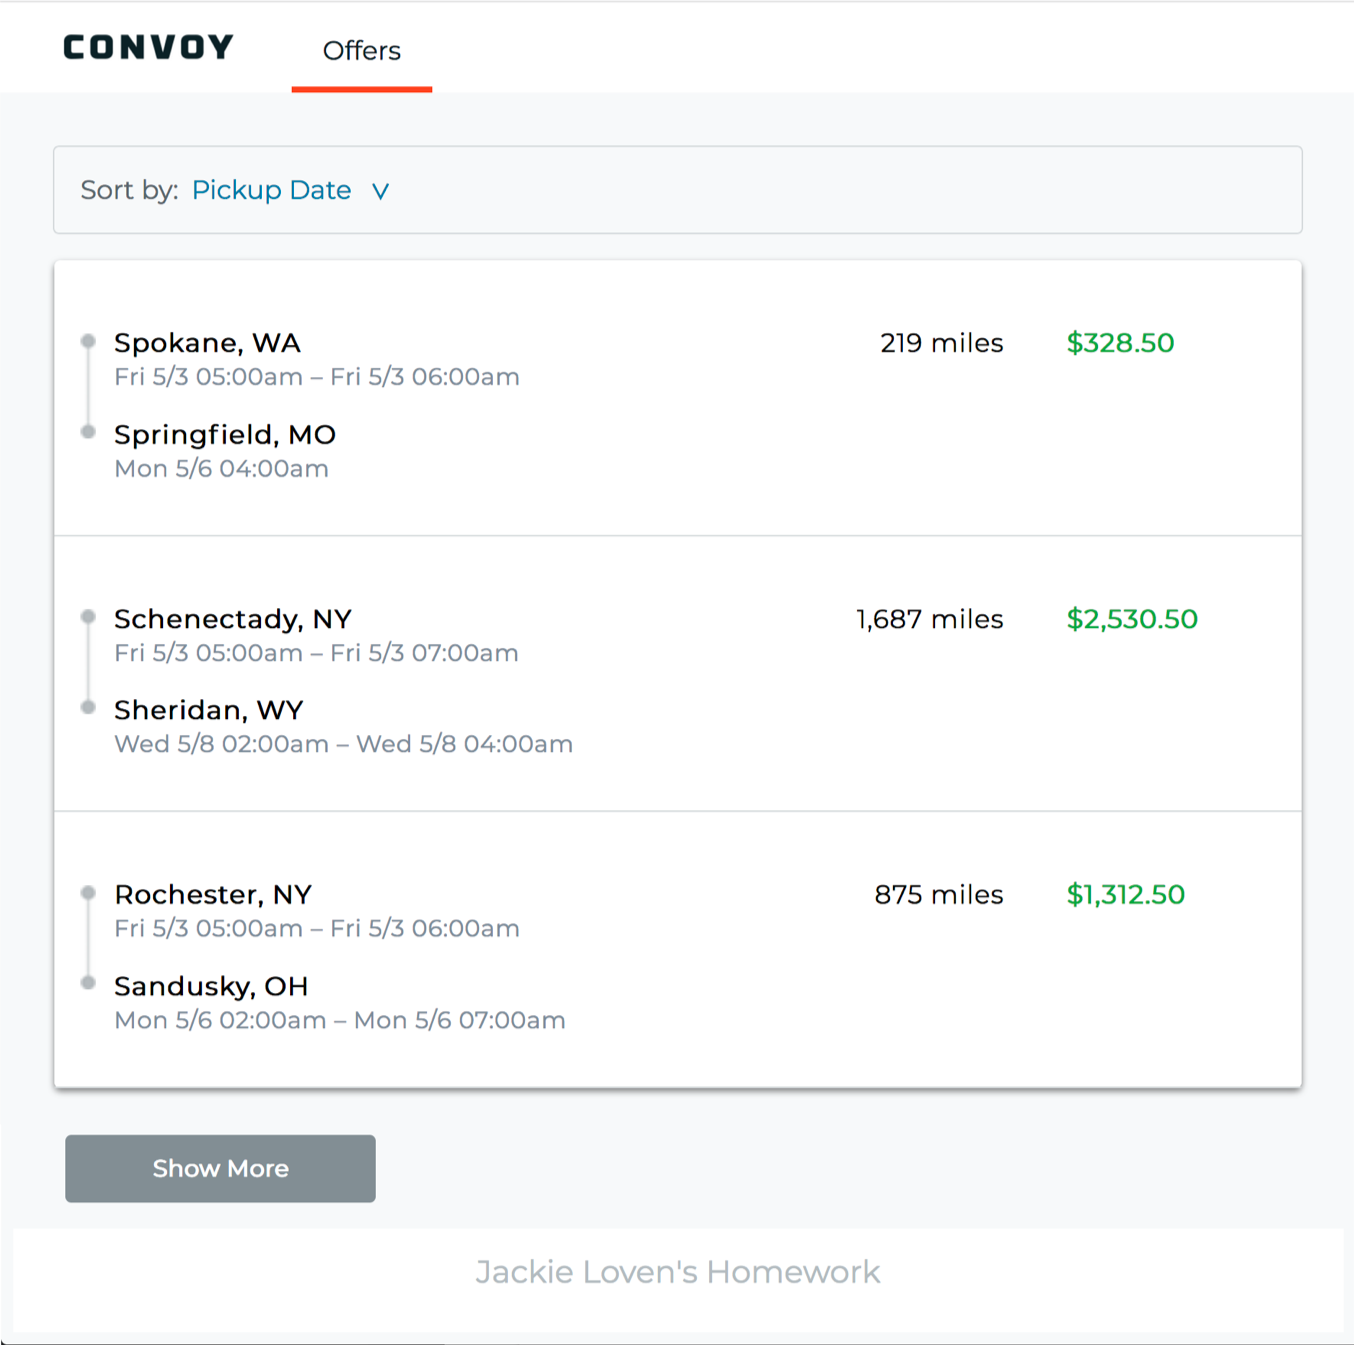 CONVOY Offers
Sort by: Pickup Date V
Spokane, WA 219 miles $328.50
Fri 5/3 05:00am – Fri 5/3 06:00am
Springfield, MO
Mon 5/6 04:00am
Schenectady, NY 1,687 miles $2,530.50
Fri 5/3 05:00am – Fri 5/3 07:00am
Sheridan, WY
Wed 5/8 02:00am – Wed 5/8 04:00am
Rochester, NY 875 miles $1,312.50
Fri 5/3 05:00am – Fri 5/3 06:00am
Sandusky, OH
Mon 5/6 02:00am – Mon 5/6 07:00am
Show More
Jackie Loven's Homework